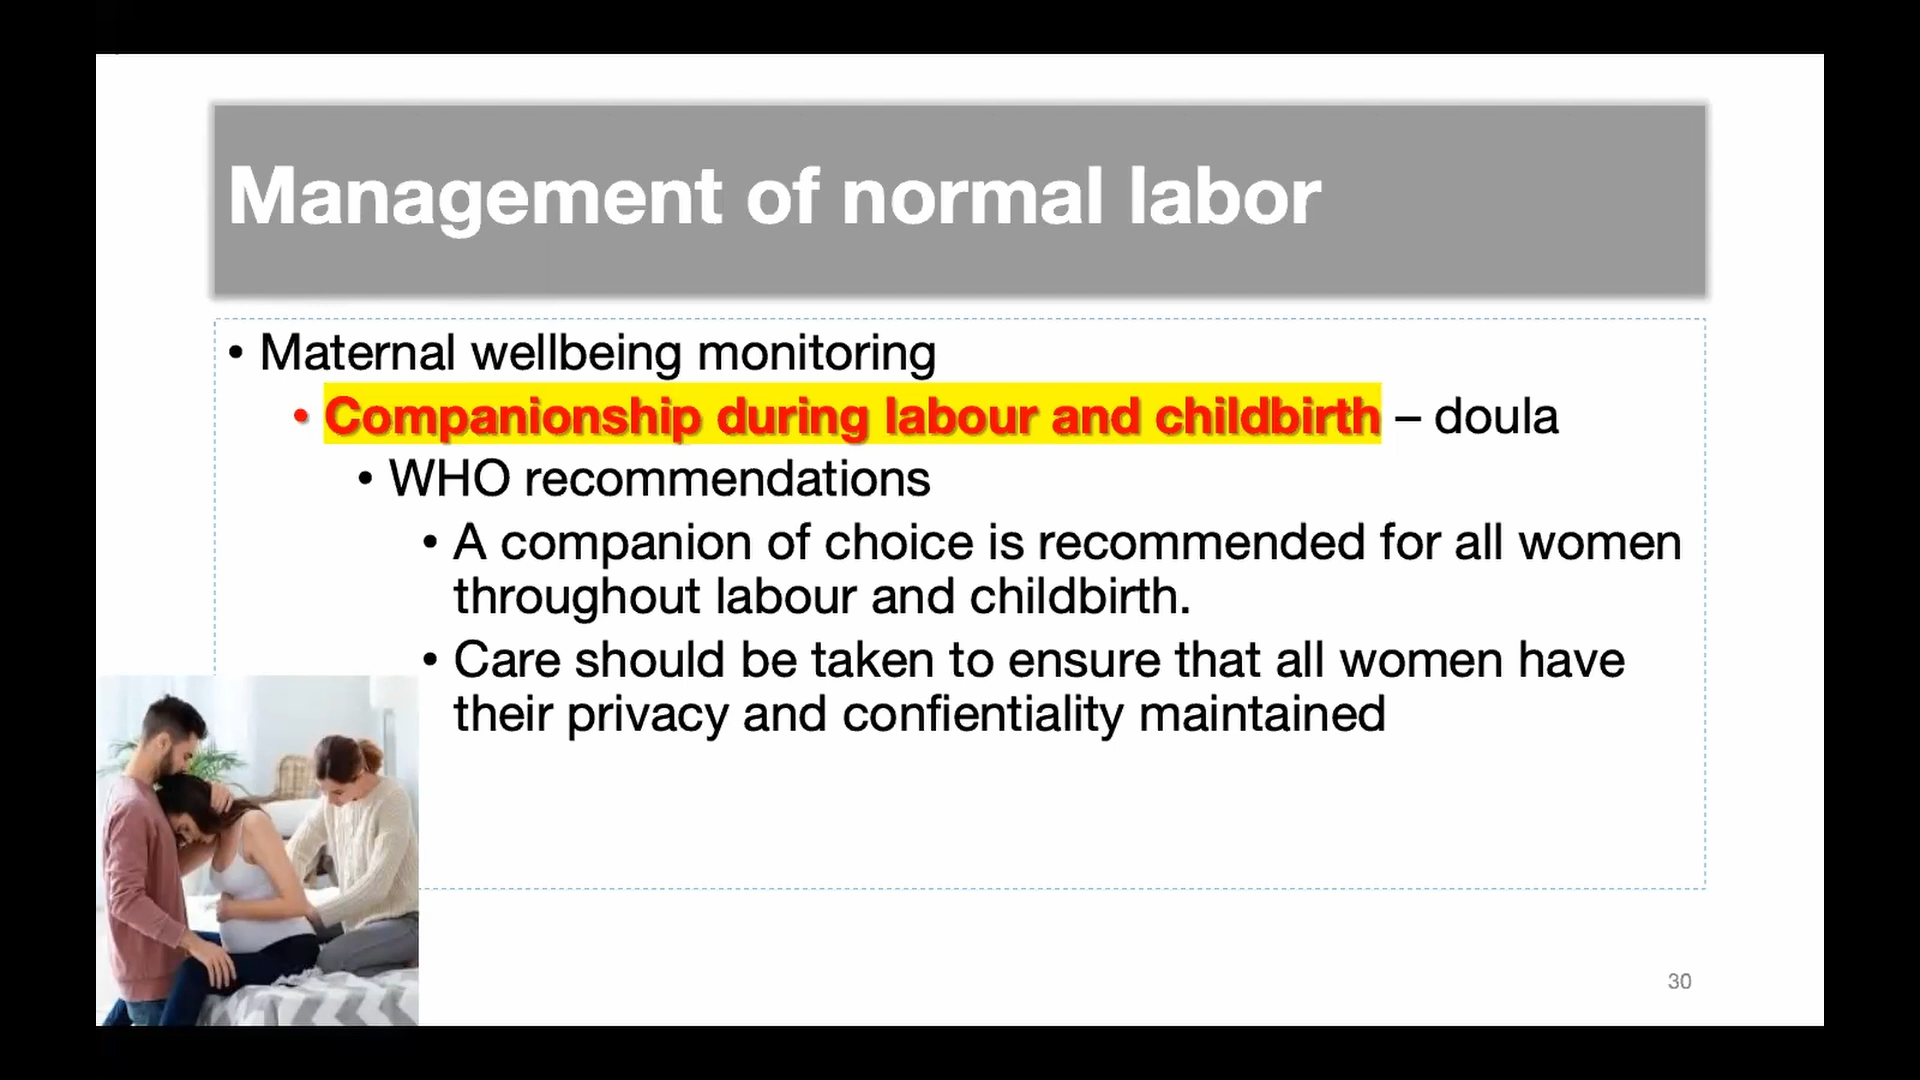 Management of normal labor
• Maternal wellbeing monitoring
• Companionship during labour and childbirth – doula
• WHO recommendations
• A companion of choice is recommended for all women
throughout labour and childbirth.
• Care should be taken to ensure that all women have
their privacy and confientiality maintained
30